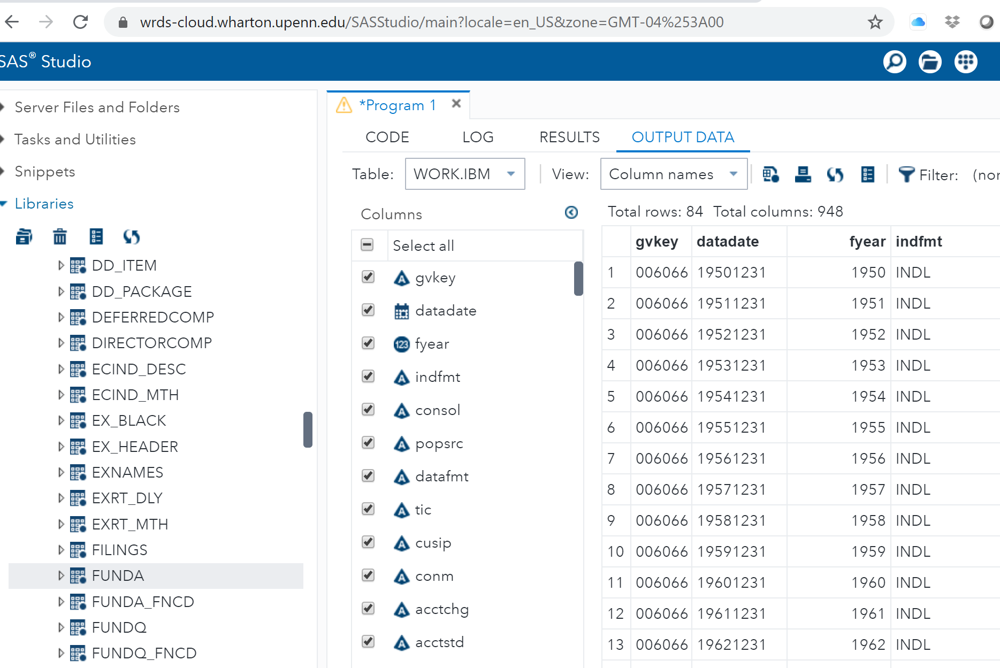 wrds-cloud.wharton.upenn.edu/SASStudio/main?locale=en_US&zone=GMT-04%253A00
SAS® Studio
Server Files and Folders
Tasks and Utilities
Snippets
Libraries
DD_ITEM
DD_PACKAGE
DEFERREDCOMP
DIRECTORCOMP
ECIND_DESC
ECIND_MTH
EX_BLACK
EX_HEADER
EXNAMES
EXRT_DLY
EXRT_MTH
FILINGS
FUNDA
FUNDA_FNCD
FUNDQ
FUNDQ_FNCD
*Program 1
CODE LOG RESULTS OUTPUT DATA
Table: WORK.IBM View: Column names Filter: (nor
Columns
Select all
gvkey
datadate
123 fyear
indfmt
consol
popsrc
datafmt
tic
cusip
conm
acctchg
acctstd
Total rows: 84 Total columns: 948
gvkey datadate fyear indfmt
1 006066 19501231 1950 INDL
2 006066 19511231 1951 INDL
3 006066 19521231 1952 INDL
4 006066 19531231 1953 INDL
5 006066 19541231 1954 INDL
6 006066 19551231 1955 INDL
7 006066 19561231 1956 INDL
8 006066 19571231 1957 INDL
9 006066 19581231 1958 INDL
10 006066 19591231 1959 INDL
11 006066 19601231 1960 INDL
12 006066 19611231 1961 INDL
13 006066 19621231 1962 INDL